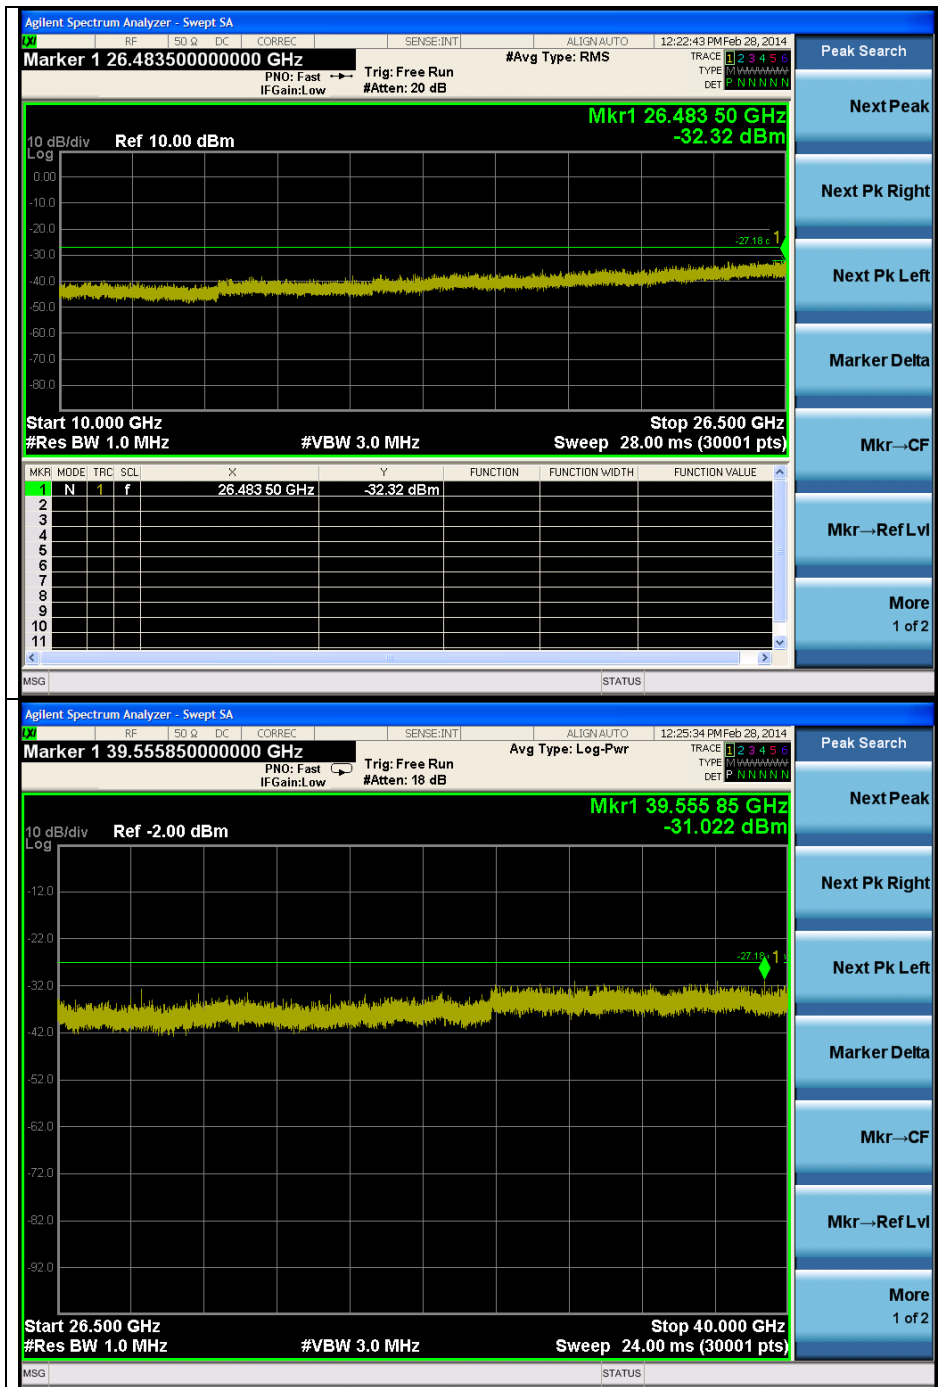 Agilent Spectrum Analyzer - Swept SA
LXI RF 50 Ω DC CORREC SENSE:INT ALIGN AUTO 12:22:43 PM Feb 28, 2014
Marker 1 26.483500000000 GHz #Avg Type: RMS TRACE 1 2 3 4 5 6
PNO: Fast Trig: Free Run TYPE M WWWWW
IFGain:Low #Atten: 20 dB DET P N N N N N
Peak Search
Next Peak
Next Pk Right
Next Pk Left
Marker Delta
Mkr→CF
Mkr→Ref Lvl
More
1 of 2
Mkr1 26.483 50 GHz
-32.32 dBm
10 dB/div Ref 10.00 dBm
Log
0.00
-10.0
-20.0
-27.18 1
-30.0
-40.0
-50.0
-60.0
-70.0
-80.0
Start 10.000 GHz Stop 26.500 GHz
#Res BW 1.0 MHz #VBW 3.0 MHz Sweep 28.00 ms (30001 pts)
MKR MODE TRC SCL X Y FUNCTION FUNCTION WIDTH FUNCTION VALUE
1 N 1 f 26.483 50 GHz -32.32 dBm
2
3
4
5
6
7
8
9
10
11
MSG STATUS
Agilent Spectrum Analyzer - Swept SA
LXI RF 50 Ω DC CORREC SENSE:INT ALIGN AUTO 12:25:34 PM Feb 28, 2014
Marker 1 39.555850000000 GHz Avg Type: Log-Pwr TRACE 1 2 3 4 5 6
PNO: Fast Trig: Free Run TYPE M WWWWW
IFGain:Low #Atten: 18 dB DET P N N N N N
Peak Search
Next Peak
Next Pk Right
Next Pk Left
Marker Delta
Mkr→CF
Mkr→Ref Lvl
More
1 of 2
Mkr1 39.555 85 GHz
-31.022 dBm
10 dB/div Ref -2.00 dBm
Log
-12.0
-22.0
-27.18 1
-32.0
-42.0
-52.0
-62.0
-72.0
-82.0
-92.0
Start 26.500 GHz Stop 40.000 GHz
#Res BW 1.0 MHz #VBW 3.0 MHz Sweep 24.00 ms (30001 pts)
MSG STATUS